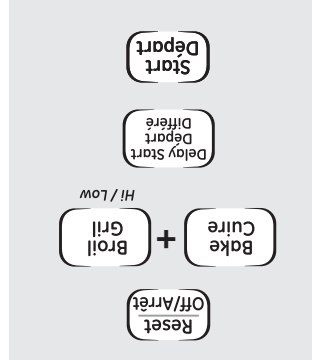 Reset
Off/Arrêt
Bake
Cuire
+
Broil
Gril
Hi / Low
Delay Start
Départ
Différé
Start
Départ